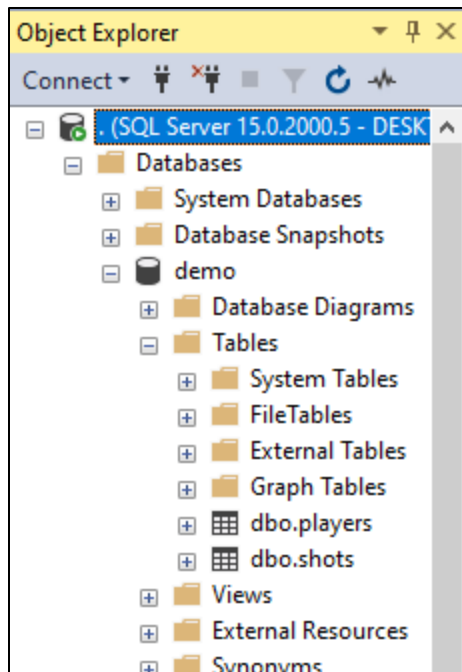 Object Explorer
Connect
. (SQL Server 15.0.2000.5 - DESKT
Databases
System Databases
Database Snapshots
demo
Database Diagrams
Tables
System Tables
FileTables
External Tables
Graph Tables
dbo.players
dbo.shots
Views
External Resources
Synonyms